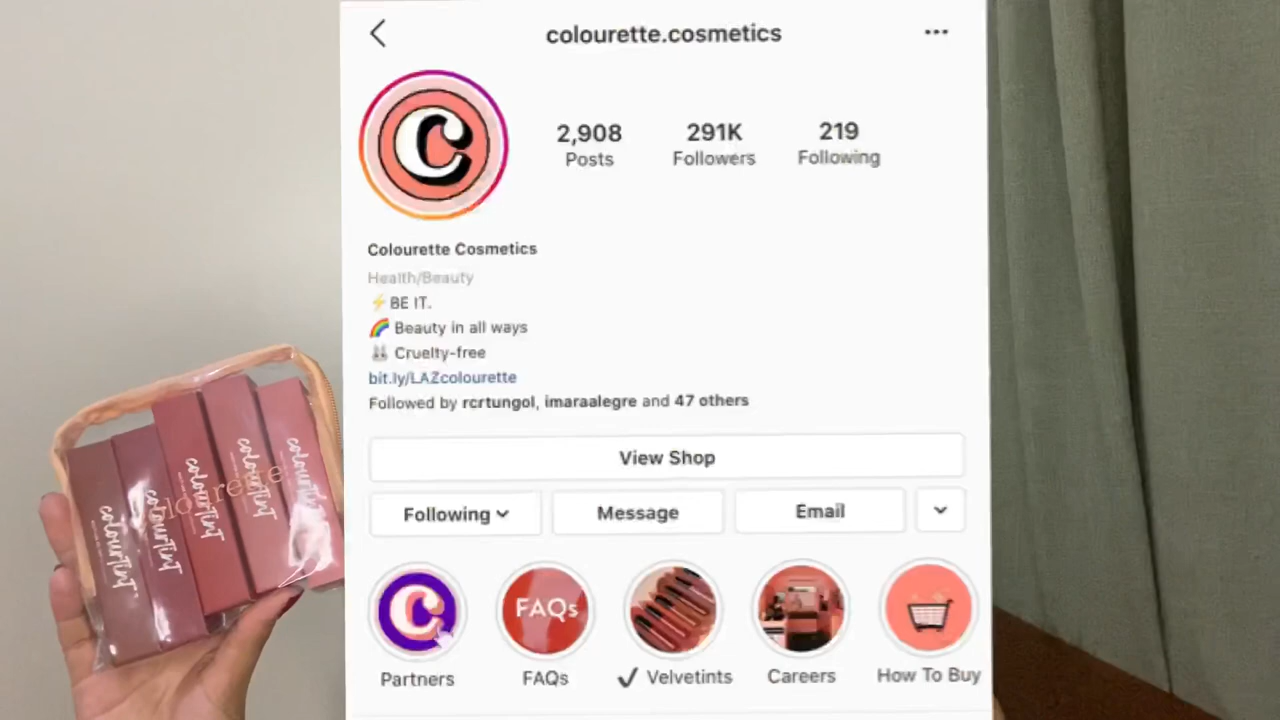 colourette.cosmetics
C
2,908
Posts
291K
Followers
219
Following
Colourette Cosmetics
Health/Beauty
⚡BE IT.
🌈 Beauty in all ways
🐰 Cruelty-free
bit.ly/LAZcolourette
Followed by rcrtungol, imaraalegre and 47 others
View Shop
Following
Message
Email
C
FAQs
Partners
FAQs
✓ Velvetints
Careers
How To Buy
colourette
colourTint
colourTint
colourTint
colourTint
colourTint